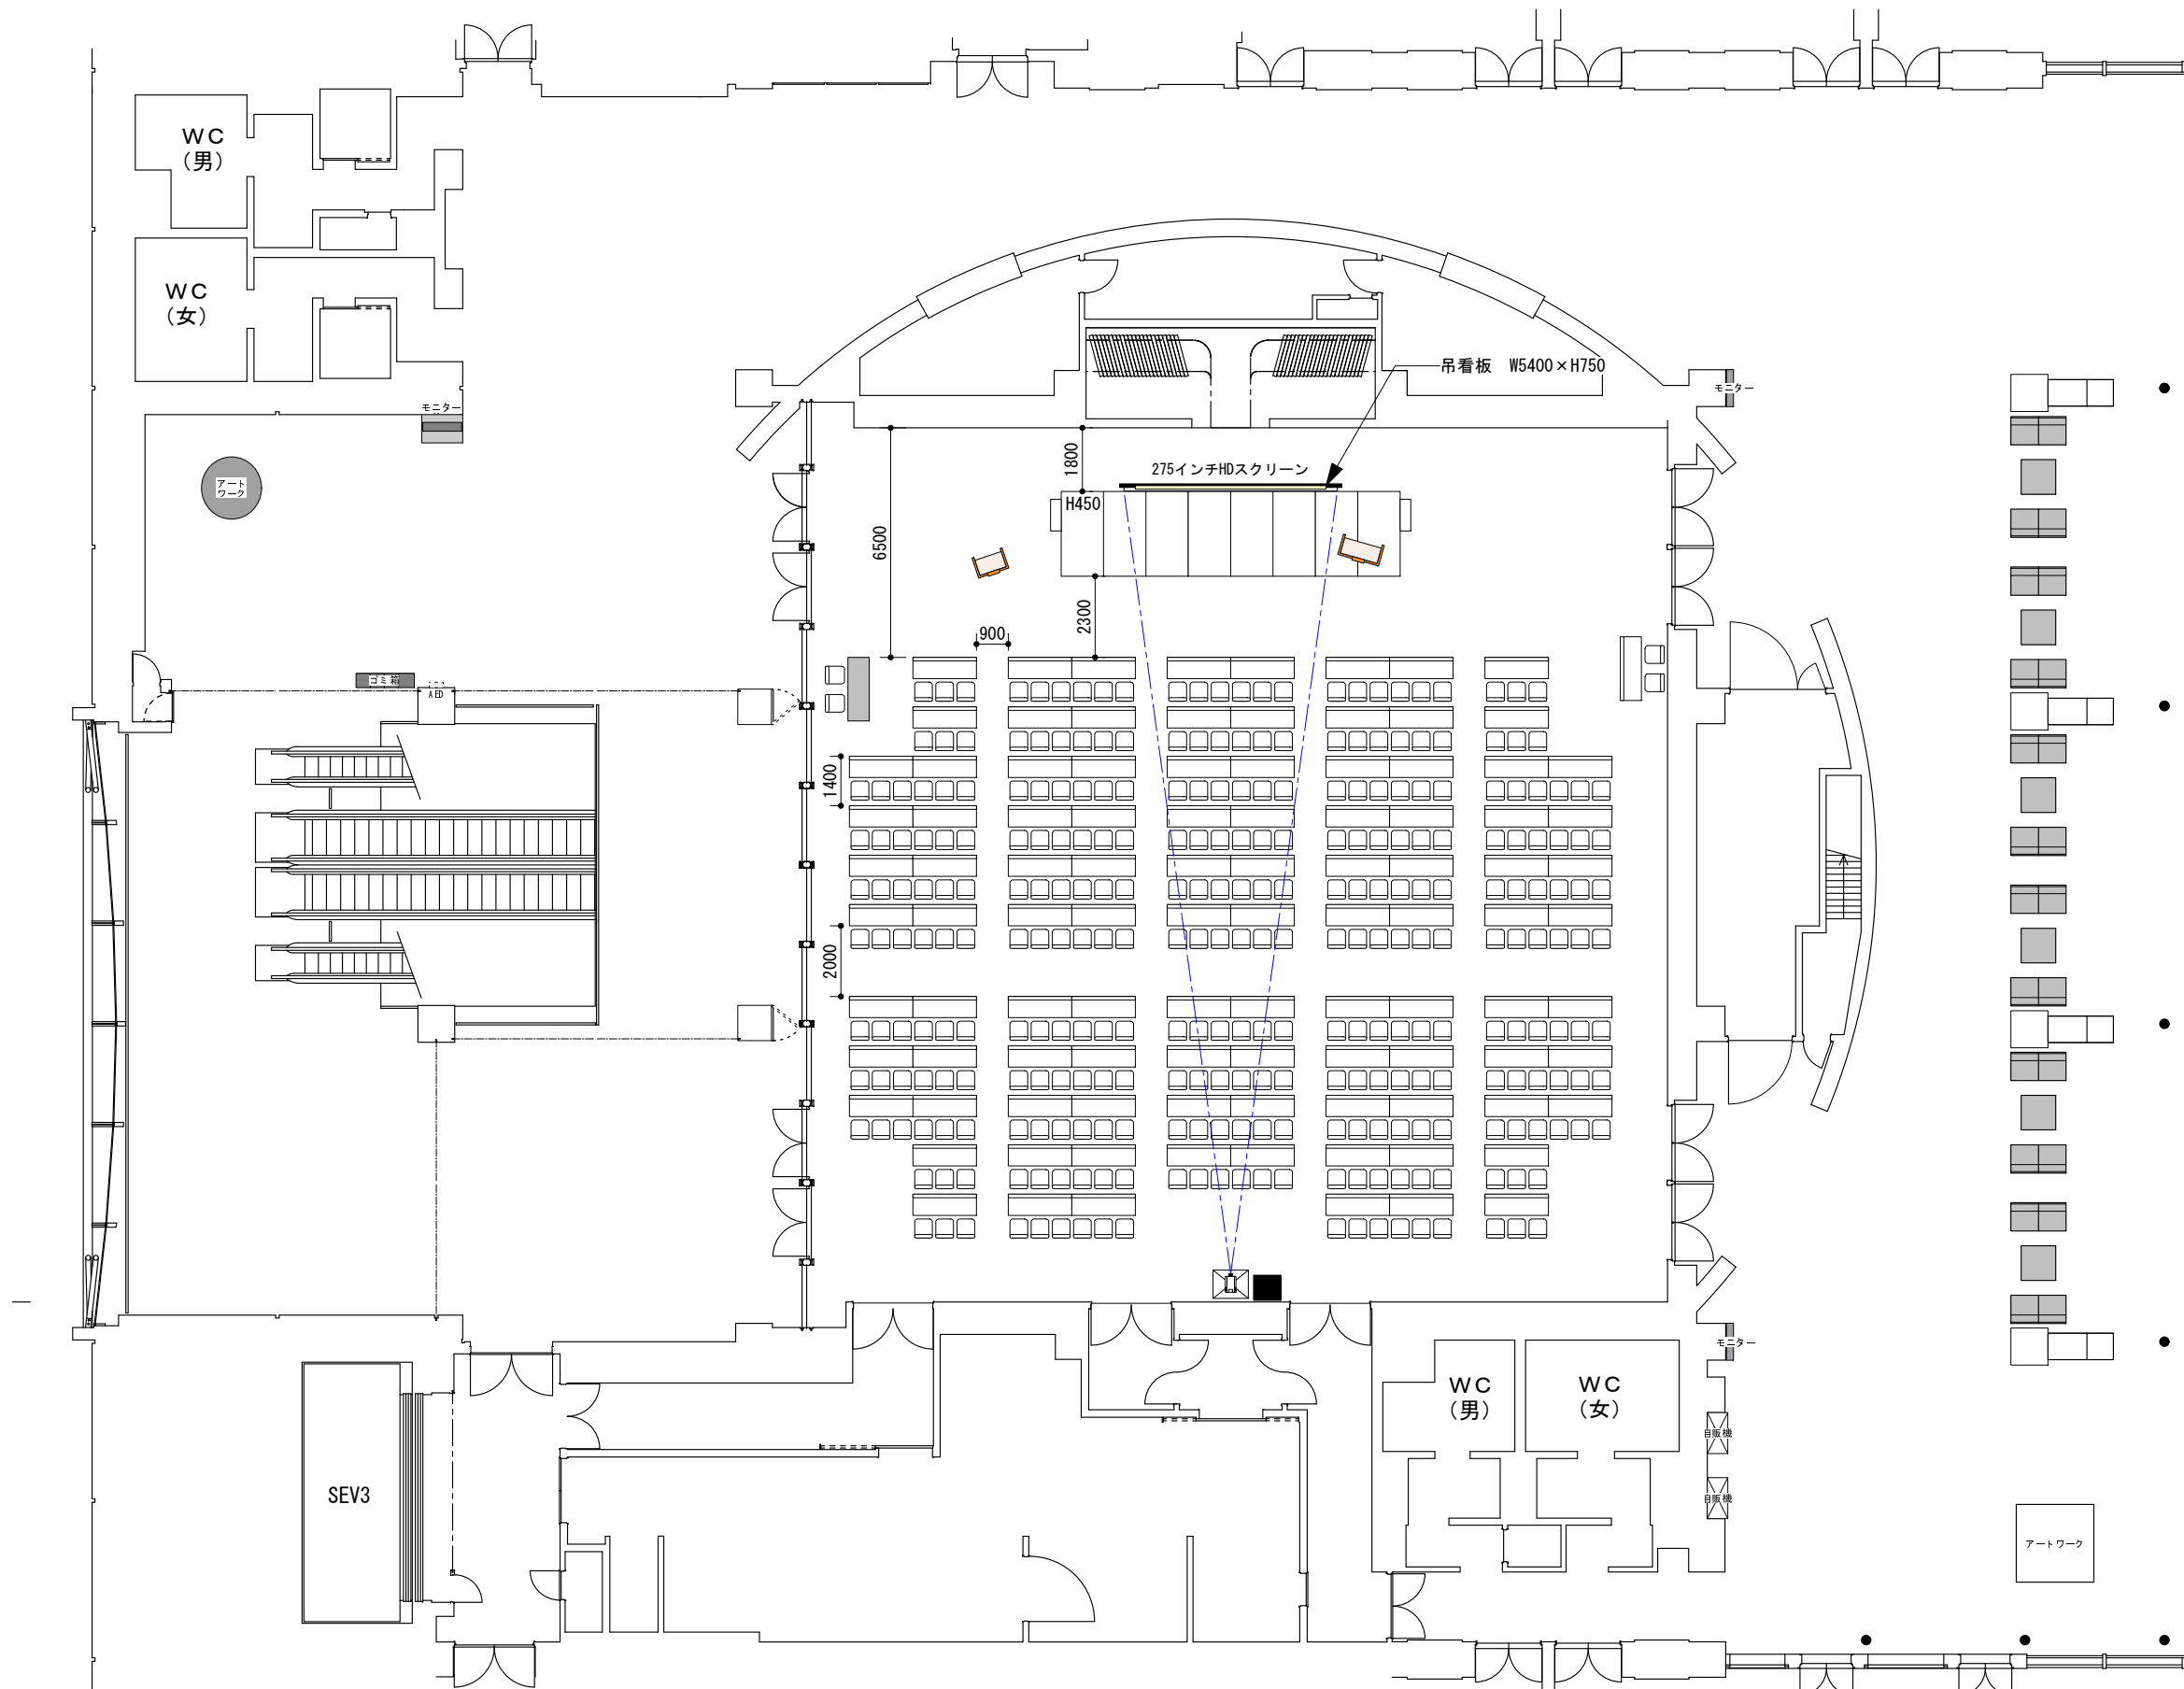 WC
(男)
WC
(女)
モニター
アート
ワーク
吊看板 W5400×H750
モニター
275インチHDスクリーン
1800
H450
6500
2300
900
ゴミ箱
AED
1400
2000
モニター
WC
(男)
WC
(女)
自販機
自販機
SEV3
アートワーク